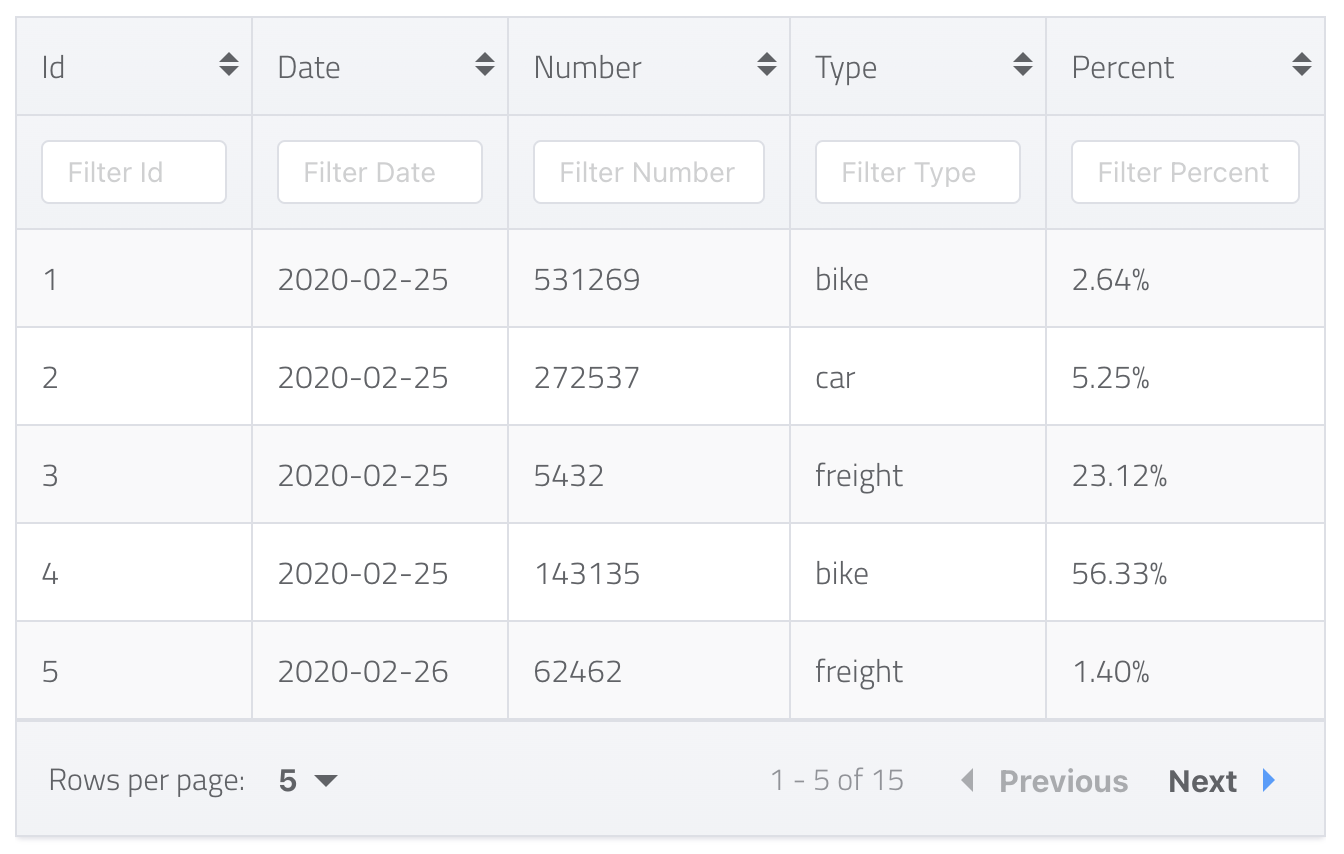 Id Date Number Type Percent
Filter Id Filter Date Filter Number Filter Type Filter Percent
1 2020-02-25 531269 bike 2.64%
2 2020-02-25 272537 car 5.25%
3 2020-02-25 5432 freight 23.12%
4 2020-02-25 143135 bike 56.33%
5 2020-02-26 62462 freight 1.40%
Rows per page: 5 1 - 5 of 15 Previous Next